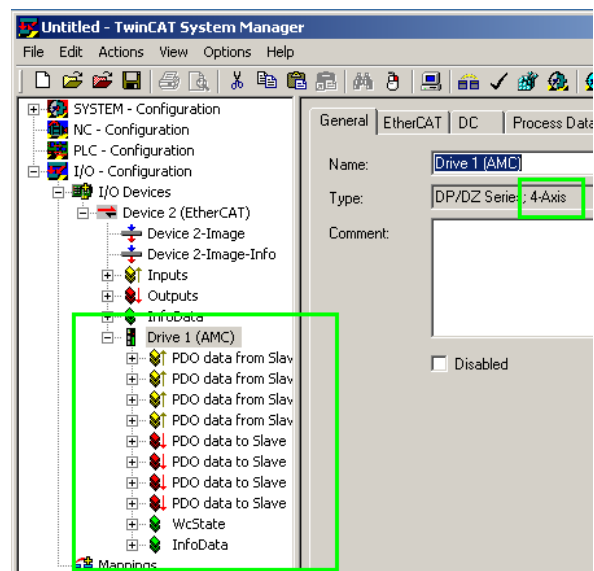 Untitled - TwinCAT System Manager
File Edit Actions View Options Help
SYSTEM - Configuration
NC - Configuration
PLC - Configuration
I/O - Configuration
I/O Devices
Device 2 (EtherCAT)
Device 2-Image
Device 2-Image-Info
Inputs
Outputs
InfoData
Drive 1 (AMC)
PDO data from Slav
PDO data from Slav
PDO data from Slav
PDO data from Slav
PDO data to Slave
PDO data to Slave
PDO data to Slave
PDO data to Slave
WcState
InfoData
Mappings
General EtherCAT DC Process Data
Name: Drive 1 (AMC)
Type: DP/DZ Series; 4-Axis
Comment:
Disabled